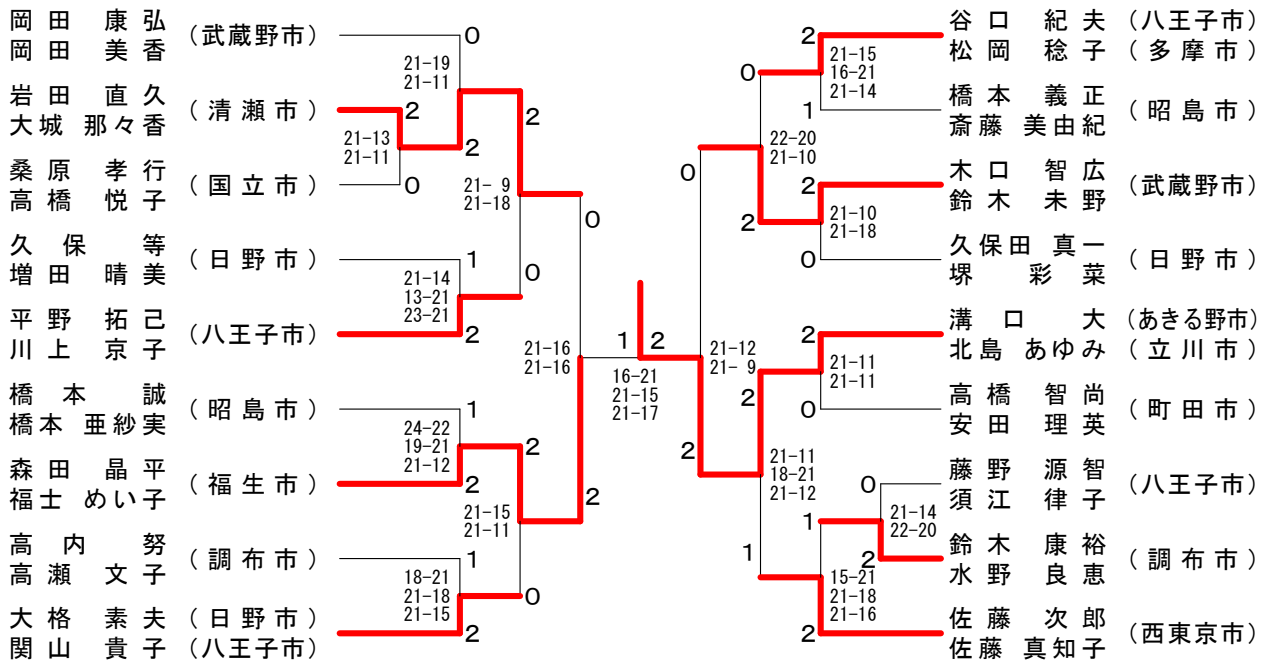 岡田 康弘
岡田 美香
(武蔵野市)
0
21-19
21-11
岩田 直久
大城 那々香
(清瀬市)
2
21-13
21-11
2
2
桑原 孝行
高橋 悦子
(国立市)
0
21- 9
21-18
0
久保 等
増田 晴美
(日野市)
1
21-14
13-21
23-21
0
平野 拓己
川上 京子
(八王子市)
2
21-16
21-16
橋本 誠
橋本 亜紗実
(昭島市)
1
24-22
19-21
21-12
2
森田 晶平
福士 めい子
(福生市)
2
21-15
21-11
2
高内 努
高瀬 文子
(調布市)
1
18-21
21-18
21-15
0
大格 素夫
関山 貴子
(日野市)
(八王子市)
2
1
2
16-21
21-15
21-17
谷口 紀夫
松岡 稔子
(八王子市)
(多摩市)
2
21-15
16-21
21-14
0
橋本 義正
斎藤 美由紀
(昭島市)
1
22-20
21-10
0
木口 智広
鈴木 未野
(武蔵野市)
2
21-10
21-18
2
久保田 真一
堺 彩菜
(日野市)
0
溝口 大
北島 あゆみ
(あきる野市)
(立川市)
2
21-12
21- 9
21-11
21-11
2
高橋 智尚
安田 理英
(町田市)
0
2
21-11
18-21
21-12
藤野 源智
須江 律子
(八王子市)
0
21-14
22-20
1
鈴木 康裕
水野 良恵
(調布市)
2
1
15-21
21-18
21-16
佐藤 次郎
佐藤 真知子
(西東京市)
2